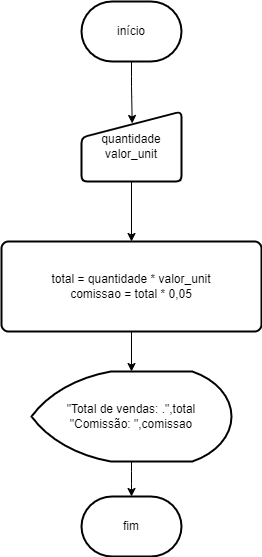 início
quantidade
valor_unit
total = quantidade * valor_unit
comissao = total * 0,05
"Total de vendas: .",total
"Comissão: ",comissao
fim